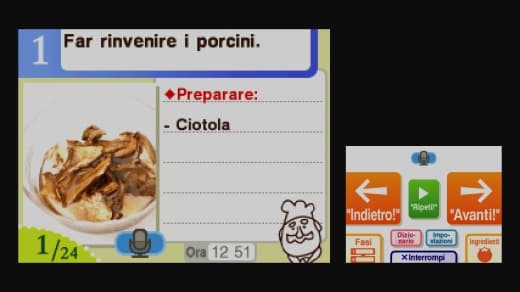 1
Far rinvenire i porcini.
◆Preparare:
- Ciotola
1/24
Ora 12 51
"Indietro!"
"Ripeti!"
"Avanti!"
Fasi
Dizio-
nario
Impo-
stazioni
Ingredienti
×Interrompi